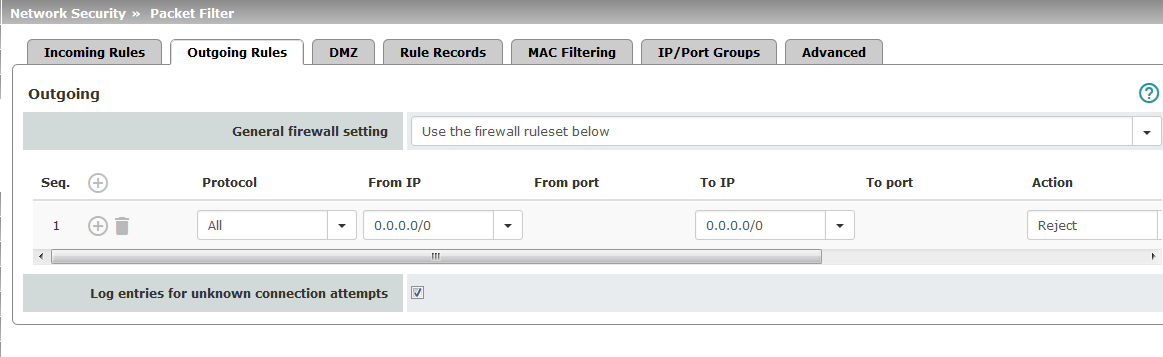 Network Security » Packet Filter
Incoming Rules Outgoing Rules DMZ Rule Records MAC Filtering IP/Port Groups Advanced
Outgoing ?
General firewall setting Use the firewall ruleset below
Seq. Protocol From IP From port To IP To port Action
1 All 0.0.0.0/0 0.0.0.0/0 Reject
Log entries for unknown connection attempts